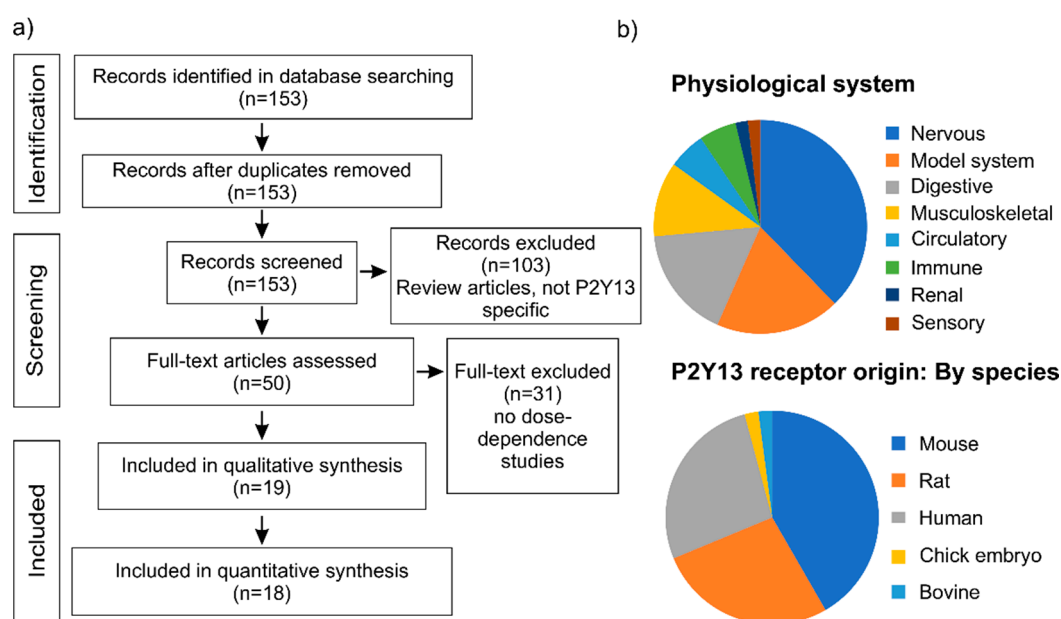 a)
Identification
Records identified in database searching
(n=153)
Records after duplicates removed
(n=153)
Screening
Records screened
(n=153)
Records excluded
(n=103)
Review articles, not P2Y13
specific
Full-text articles assessed
(n=50)
Full-text excluded
(n=31)
no dose-
dependence
studies
Included
Included in qualitative synthesis
(n=19)
Included in quantitative synthesis
(n=18)
b)
Physiological system
Nervous
Model system
Digestive
Musculoskeletal
Circulatory
Immune
Renal
Sensory
P2Y13 receptor origin: By species
Mouse
Rat
Human
Chick embryo
Bovine